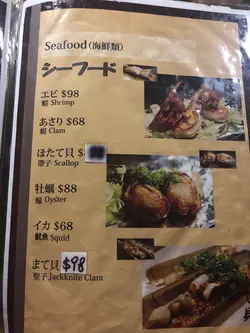 Seafood (海鮮類)
シーフード
エビ $98
蝦 Shrimp
あさり $68
蜆 Clam
ほたて貝 $
帶子 Scallop
牡蠣 $88
蠔 Oyster
イカ $68
魷魚 Squid
まて貝 $98
聖子 Jackknife Clam